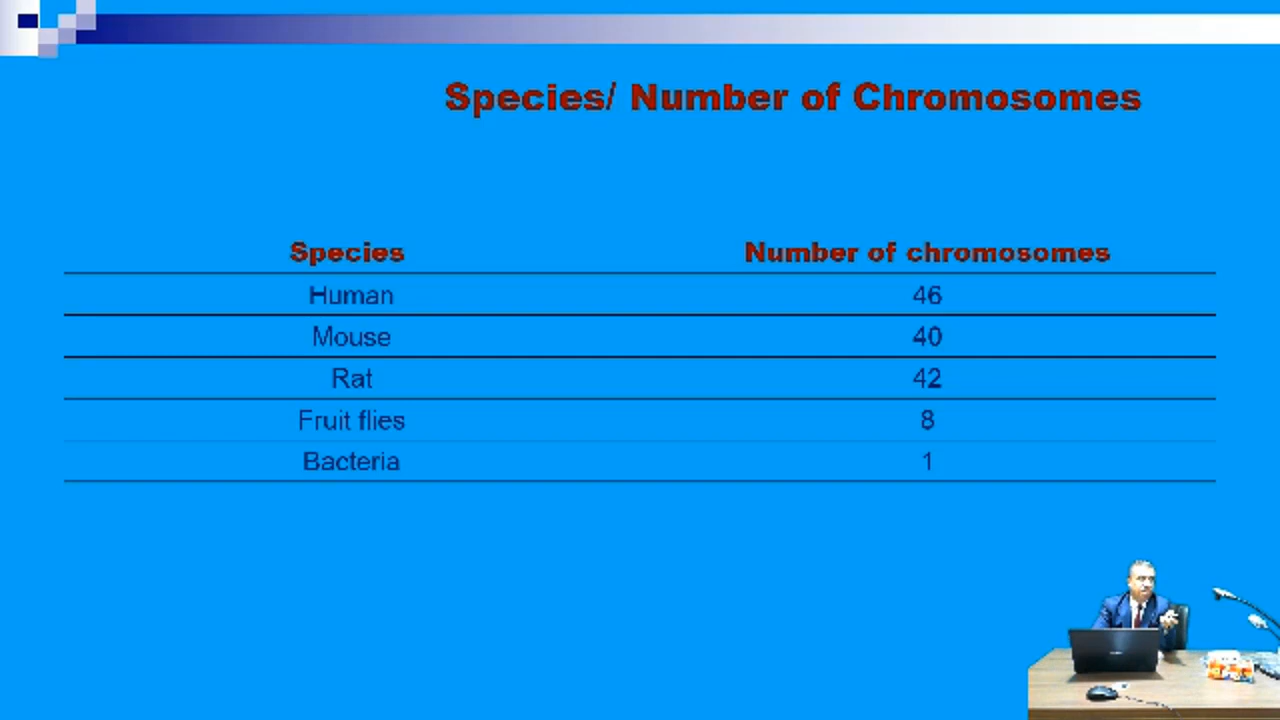 Species/ Number of Chromosomes
Species Number of chromosomes
Human 46
Mouse 40
Rat 42
Fruit flies 8
Bacteria 1